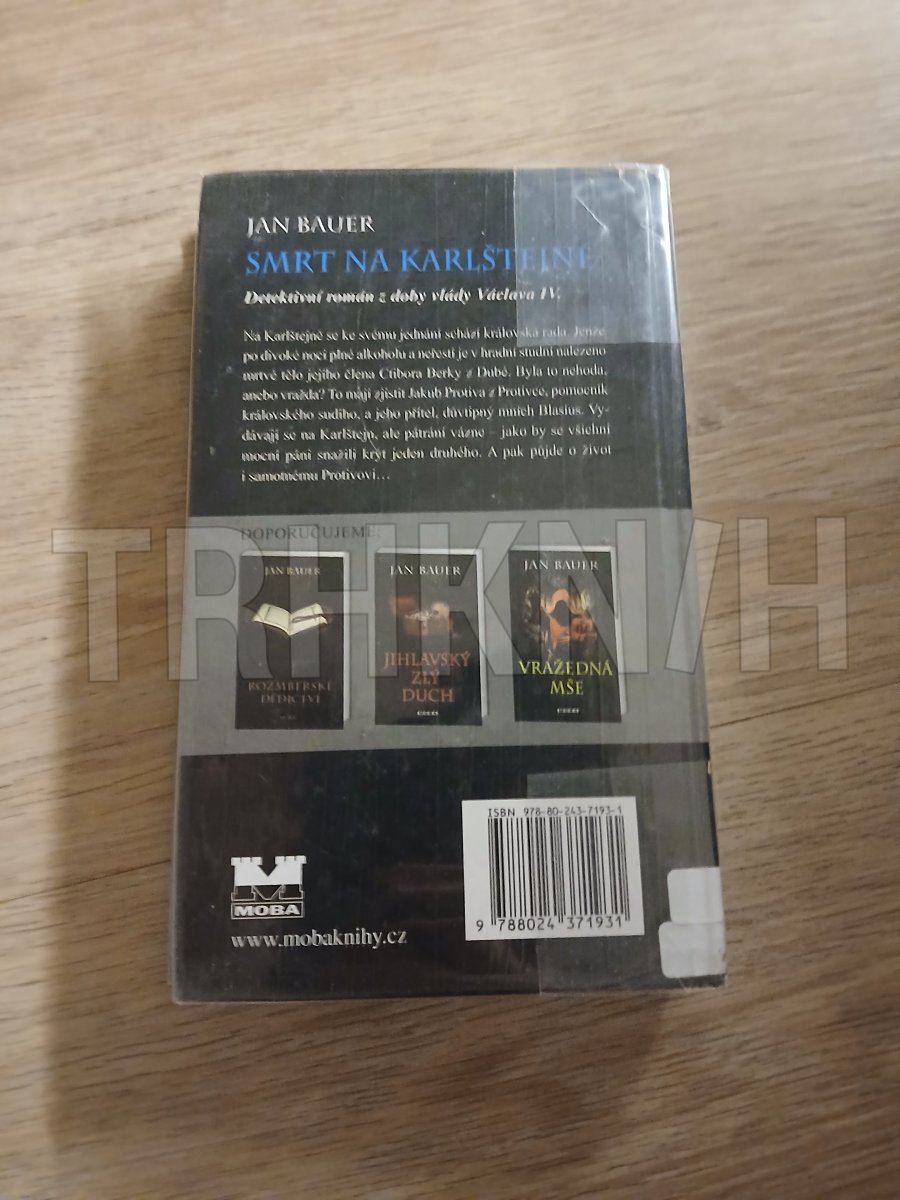 JAN BAUER
SMRT NA KARLŠTEJNĚ
Detektivní román z doby vlády Václava IV.
Na Karlštejně se ke svému jednání schází královská rada. Jenže
po divoké noci plné alkoholu a neřestí je v hradní studni nalezeno
mrtvé tělo jejího člena Ctibora Berky z Dubé. Byla to nehoda,
anebo vražda? To mají zjistit Jakub Protiva z Protivce, pomocník
královského sudího, a jeho přítel, důvtipný mnich Blasius. Vy-
dávají se na Karlštejn, ale pátrání vázne – jako by se všichni
mocní páni snažili krýt jeden druhého. A pak půjde o život
i samotnému Protivovi…
DOPORUČUJEME:
JAN BAUER
ROŽMBERSKÉ
DĚDICTVÍ
JAN BAUER
JIHLAVSKÝ
ZLÝ
DUCH
JAN BAUER
VRAŽEDNÁ
MŠE
TRHKNIH
ISBN 978-80-243-7193-1
9 788024 371931
MOBA
www.mobaknihy.cz